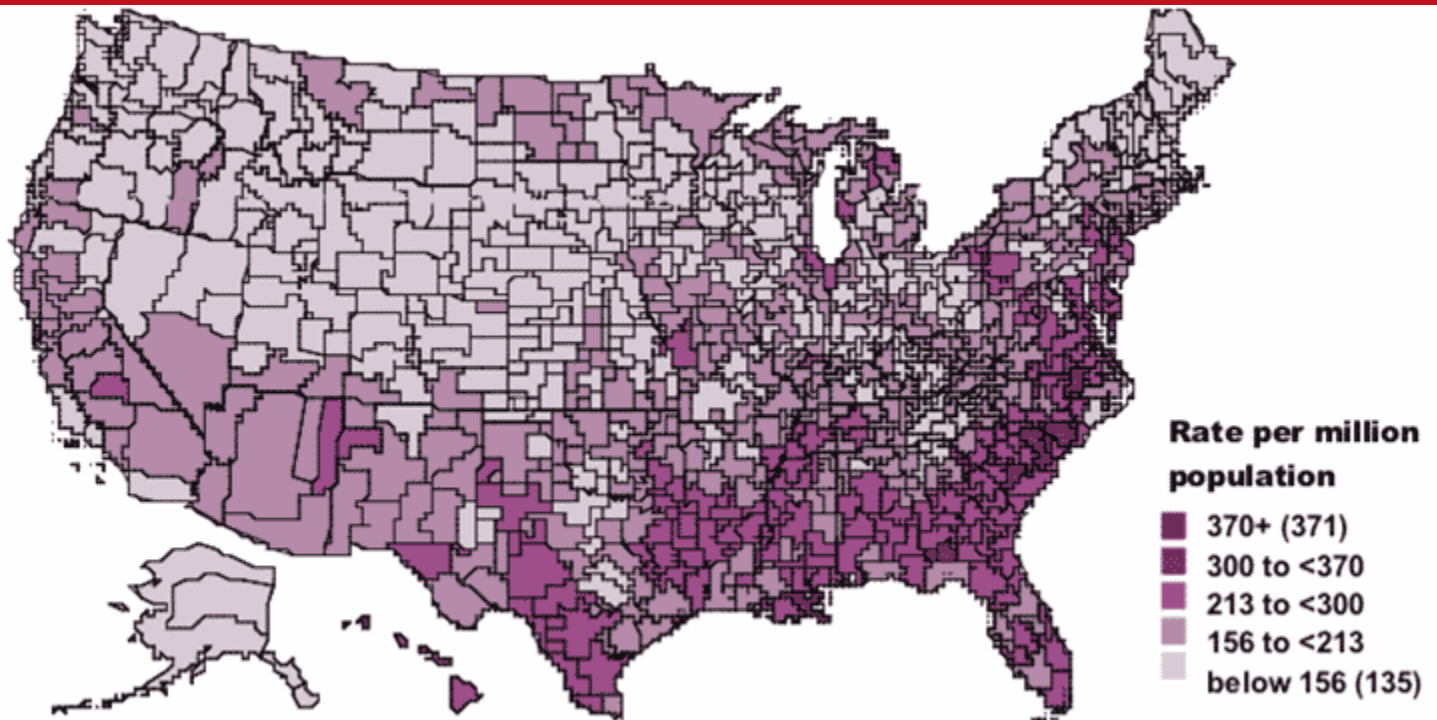 Rate per million
population
370+ (371)
300 to <370
213 to <300
156 to <213
below 156 (135)